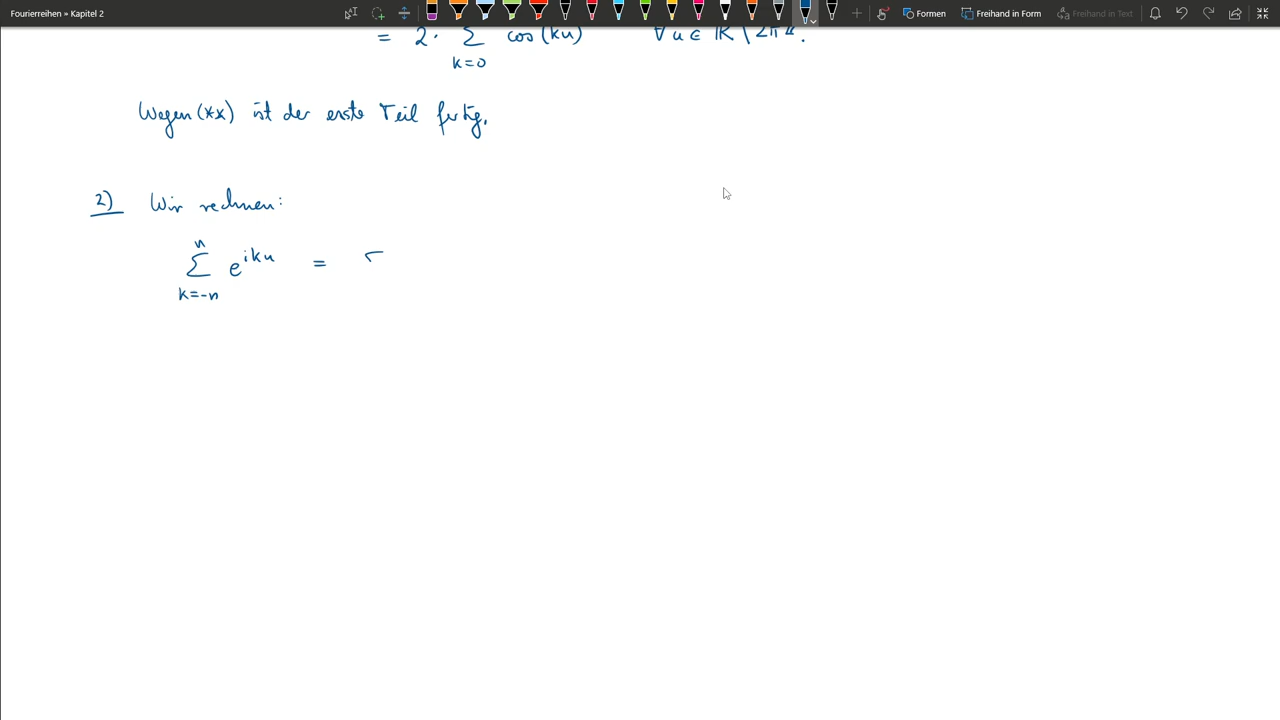 Fourierreihen » Kapitel 2
Formen
Freihand in Form
Freihand in Text
= 2 · Σ cos(ku) ∀ u ∈ ℝ \ 2πℤ.
k=0
Wegen (**) ist der erste Teil fertig.
2) Wir rechnen:
n
Σ e^{iku} =
k=-n